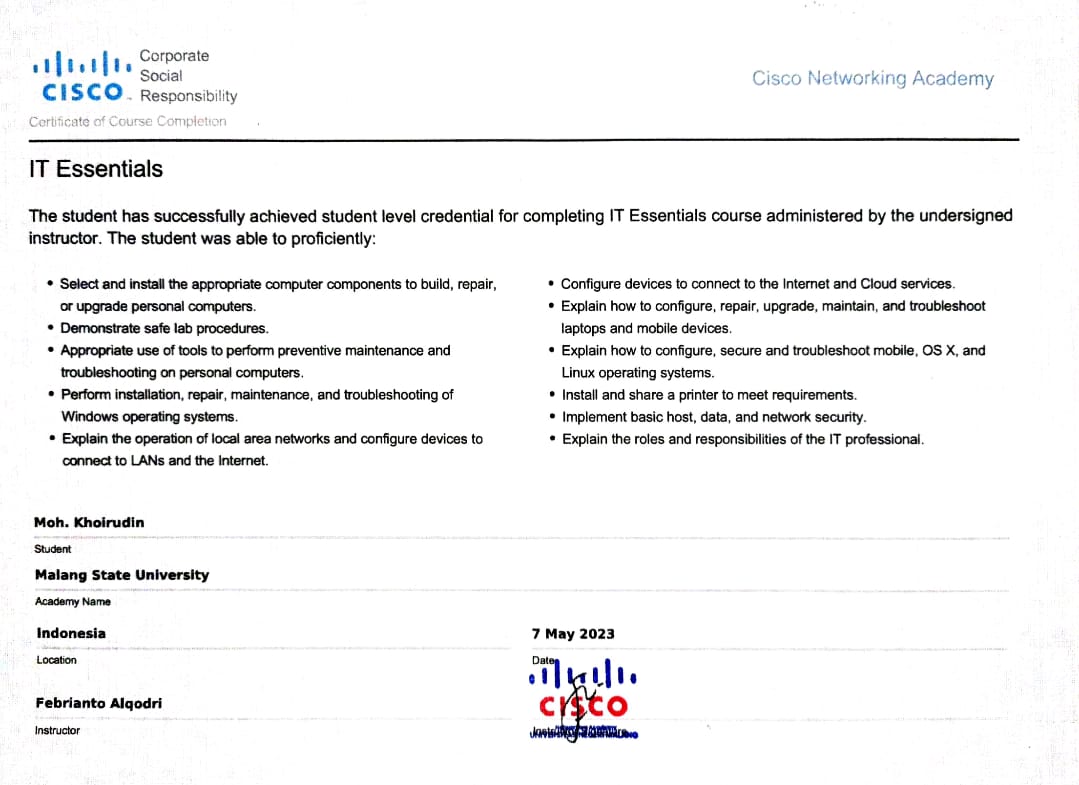 Corporate
Social
CISCO™ Responsibility
Certificate of Course Completion
Cisco Networking Academy
IT Essentials
The student has successfully achieved student level credential for completing IT Essentials course administered by the undersigned
instructor. The student was able to proficiently:
• Select and install the appropriate computer components to build, repair,
or upgrade personal computers.
• Demonstrate safe lab procedures.
• Appropriate use of tools to perform preventive maintenance and
troubleshooting on personal computers.
• Perform installation, repair, maintenance, and troubleshooting of
Windows operating systems.
• Explain the operation of local area networks and configure devices to
connect to LANs and the Internet.
• Configure devices to connect to the Internet and Cloud services.
• Explain how to configure, repair, upgrade, maintain, and troubleshoot
laptops and mobile devices.
• Explain how to configure, secure and troubleshoot mobile, OS X, and
Linux operating systems.
• Install and share a printer to meet requirements.
• Implement basic host, data, and network security.
• Explain the roles and responsibilities of the IT professional.
Moh. Khoirudin
Student
Malang State University
Academy Name
Indonesia
Location
7 May 2023
Date
CISCO
Febrianto Alqodri
Instructor